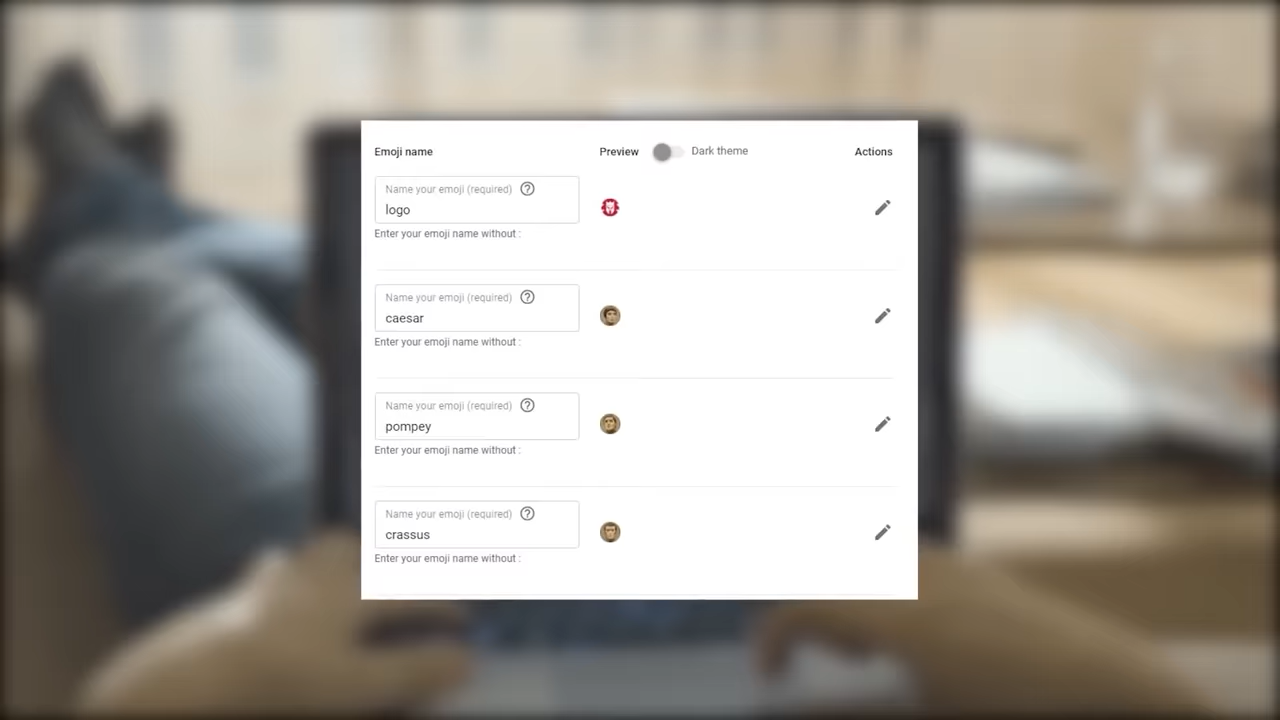 Emoji name Preview Dark theme Actions
Name your emoji (required) ?
logo
Enter your emoji name without :
Name your emoji (required) ?
caesar
Enter your emoji name without :
Name your emoji (required) ?
pompey
Enter your emoji name without :
Name your emoji (required) ?
crassus
Enter your emoji name without :